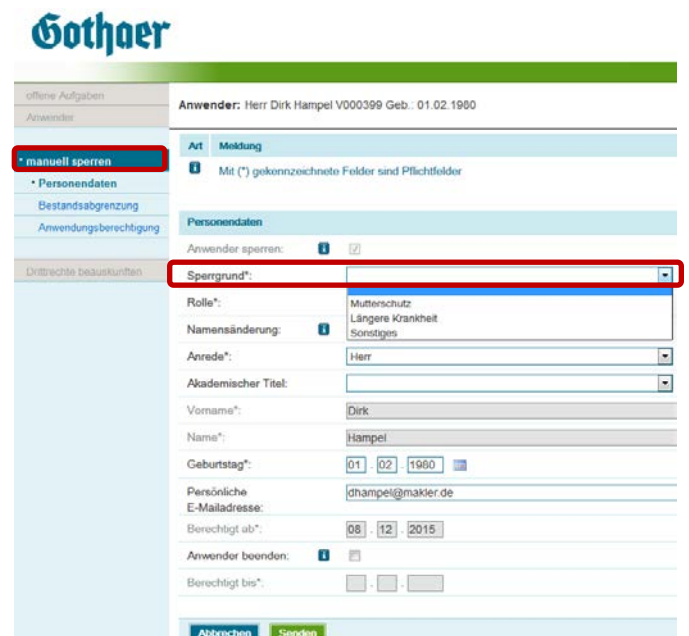 Gothaer
offene Aufgaben
Anwender
• manuell sperren
• Personendaten
Bestandsabgrenzung
Anwendungsberechtigung
Drittrechte beauskunften
Anwender: Herr Dirk Hampel V000399 Geb.: 01.02.1980
Art Meldung
i Mit (*) gekennzeichnete Felder sind Pflichtfelder
Personendaten
Anwender sperren: i
Sperrgrund*:
Mutterschutz
Längere Krankheit
Sonstiges
Rolle*:
Namensänderung: i
Anrede*: Herr
Akademischer Titel:
Vorname*: Dirk
Name*: Hampel
Geburtstag*: 01 . 02 . 1980
Persönliche
E-Mailadresse: dhampel@makler.de
Berechtigt ab*: 08 . 12 . 2015
Anwender beenden: i
Berechtigt bis*: . .
Abbrechen Senden